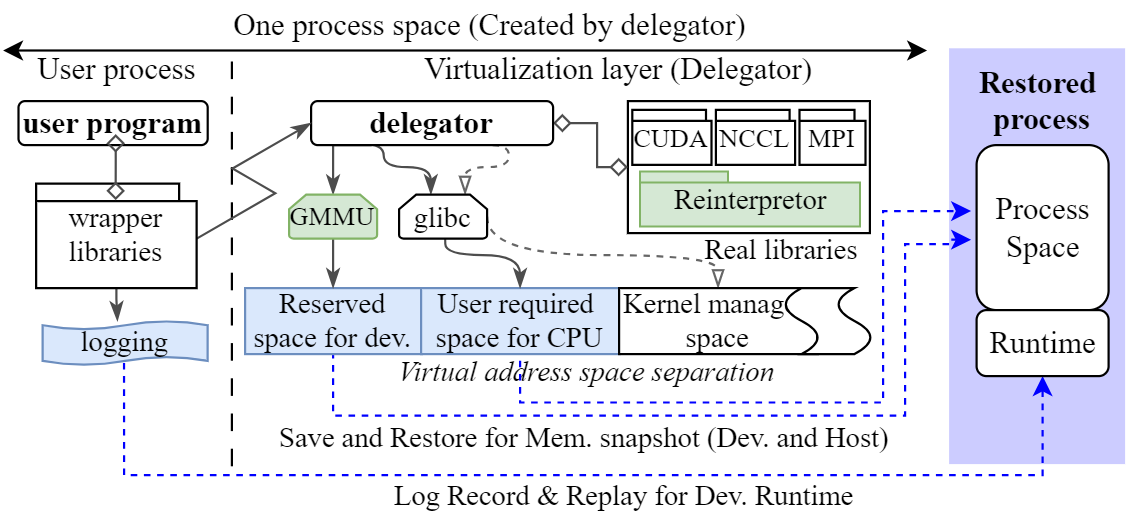 One process space (Created by delegator)
User process
Virtualization layer (Delegator)
Restored
process
user program
delegator
CUDA
NCCL
MPI
Reinterpretor
Real libraries
wrapper
libraries
GMMU
glibc
Process
Space
Reserved
space for dev.
User required
space for CPU
Kernel manag
space
logging
Runtime
Virtual address space separation
Save and Restore for Mem. snapshot (Dev. and Host)
Log Record & Replay for Dev. Runtime